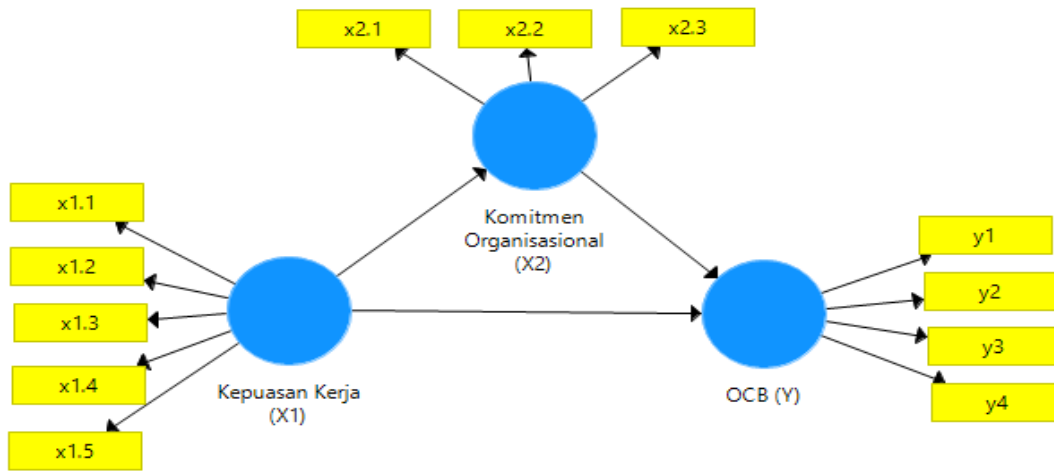 x2.1
x2.2
x2.3
Komitmen
Organisasional
(X2)
x1.1
x1.2
x1.3
x1.4
x1.5
Kepuasan Kerja
(X1)
y1
y2
y3
y4
OCB (Y)